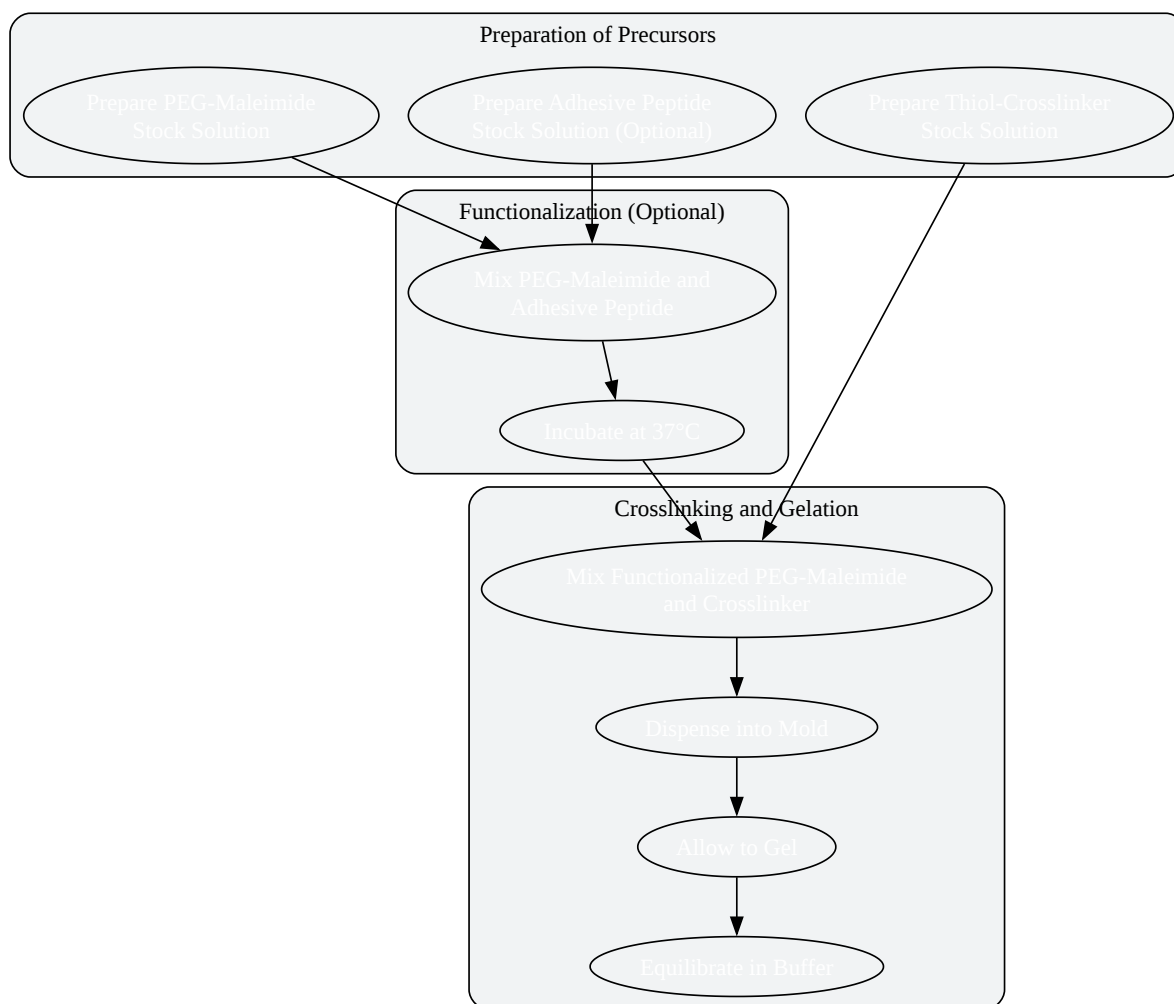 Preparation of Precursors
Prepare PEG-Maleimide
Stock Solution
Prepare Adhesive Peptide
Stock Solution (Optional)
Prepare Thiol-Crosslinker
Stock Solution
Functionalization (Optional)
Mix PEG-Maleimide and
Adhesive Peptide
Incubate at 37°C
Crosslinking and Gelation
Mix Functionalized PEG-Maleimide
and Crosslinker
Dispense into Mold
Allow to Gel
Equilibrate in Buffer